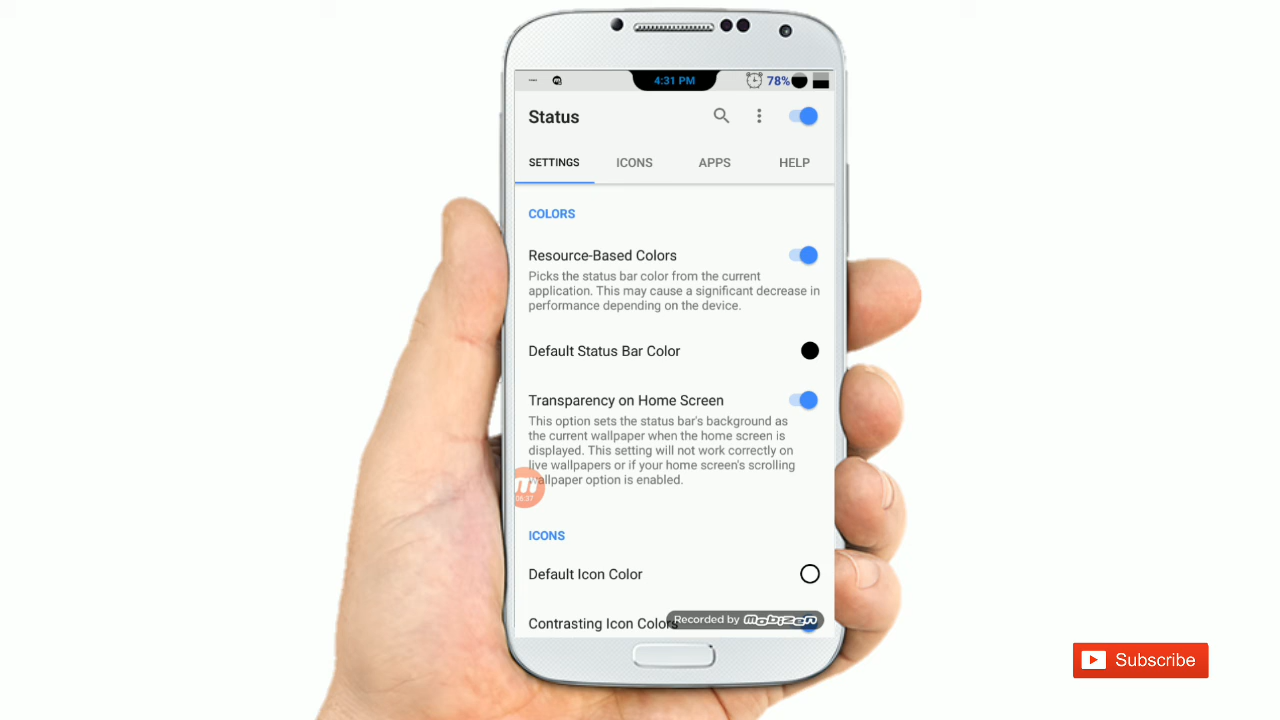 4:31 PM
78%
Status
SETTINGS
ICONS
APPS
HELP
COLORS
Resource-Based Colors
Picks the status bar color from the current
application. This may cause a significant decrease in
performance depending on the device.
Default Status Bar Color
Transparency on Home Screen
This option sets the status bar's background as
the current wallpaper when the home screen is
displayed. This setting will not work correctly on
live wallpapers or if your home screen's scrolling
wallpaper option is enabled.
06:37
ICONS
Default Icon Color
Contrasting Icon Colors
Recorded by mobizen
Subscribe